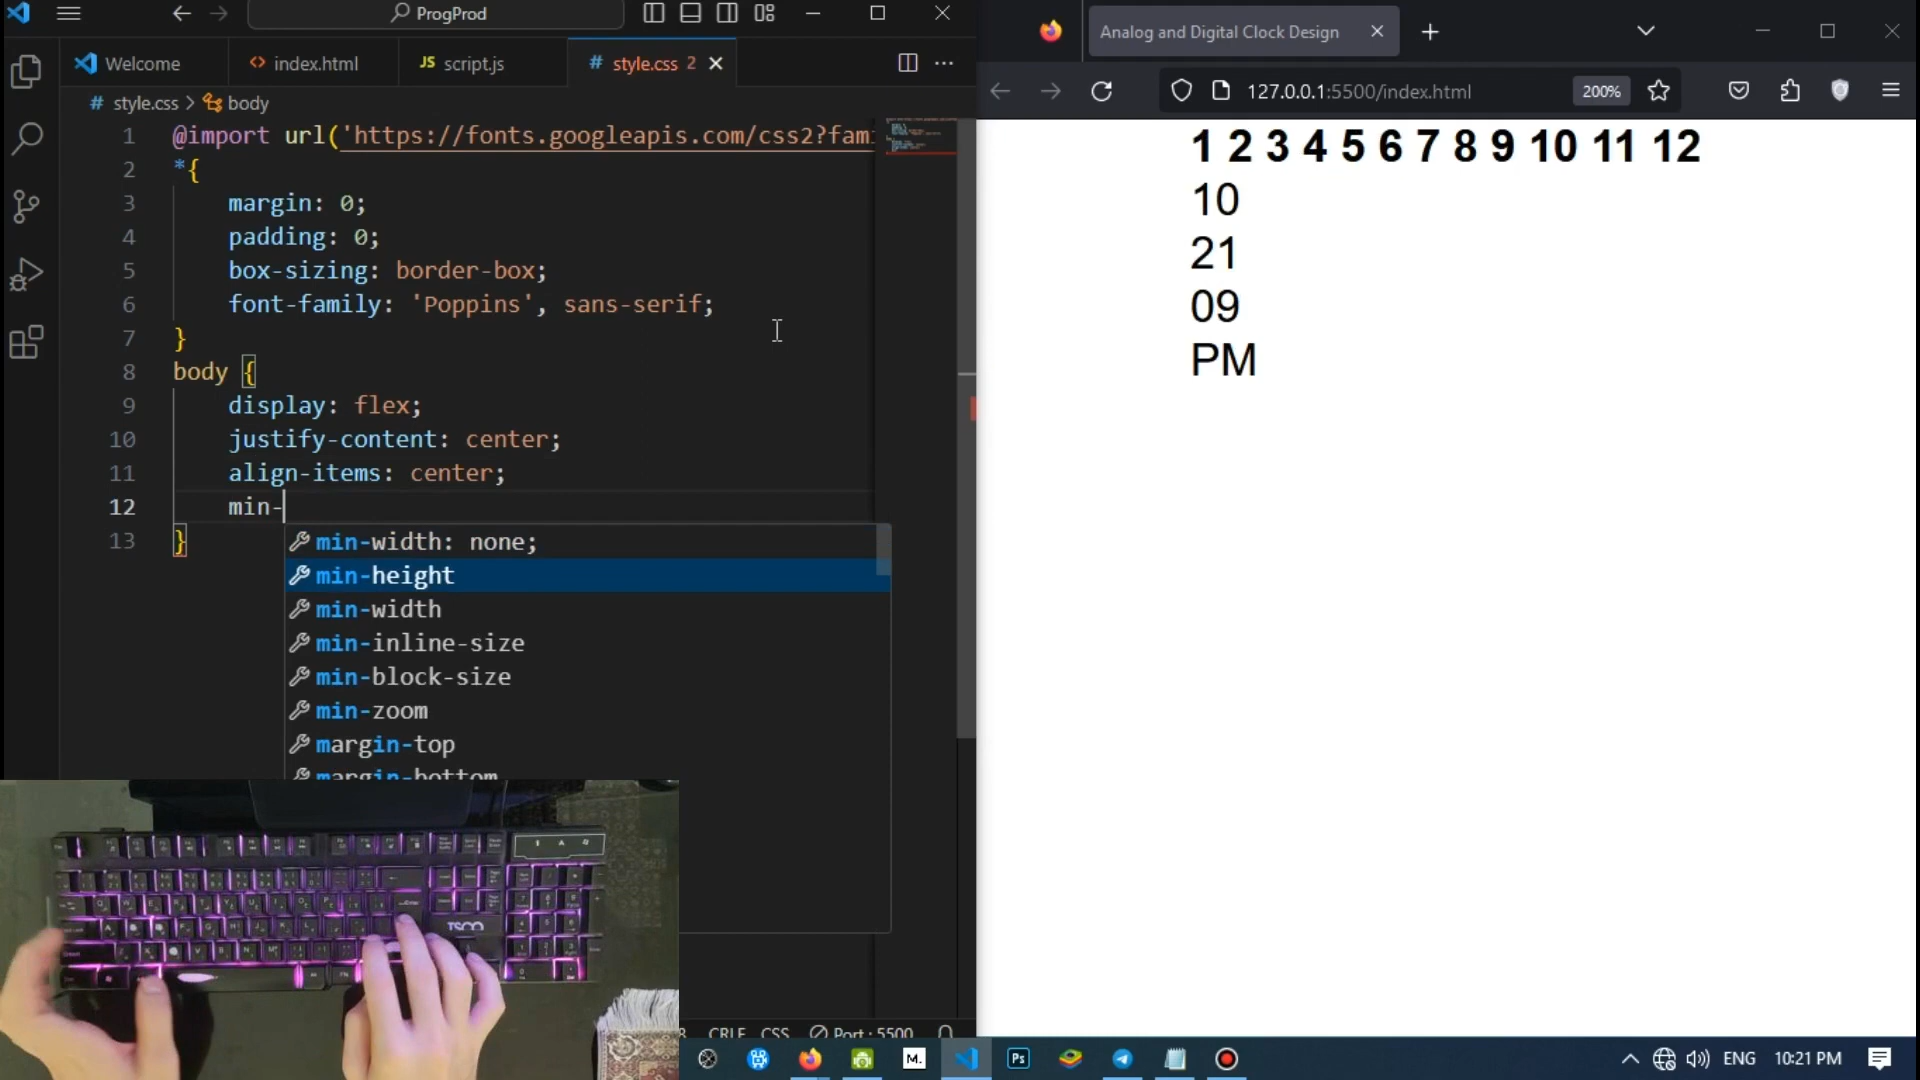 ProgProd
Welcome
index.html
JS script.js
# style.css 2
# style.css > body
1 @import url('https://fonts.googleapis.com/css2?fami
2 *{
3 margin: 0;
4 padding: 0;
5 box-sizing: border-box;
6 font-family: 'Poppins', sans-serif;
7 }
8 body {
9 display: flex;
10 justify-content: center;
11 align-items: center;
12 min-
13 }
min-width: none;
min-height
min-width
min-inline-size
min-block-size
min-zoom
margin-top
margin-bottom
CRLF CSS Port : 5500
TSCO
Analog and Digital Clock Design
127.0.0.1:5500/index.html
200%
1 2 3 4 5 6 7 8 9 10 11 12
10
21
09
PM
M.
Ps
ENG
10:21 PM